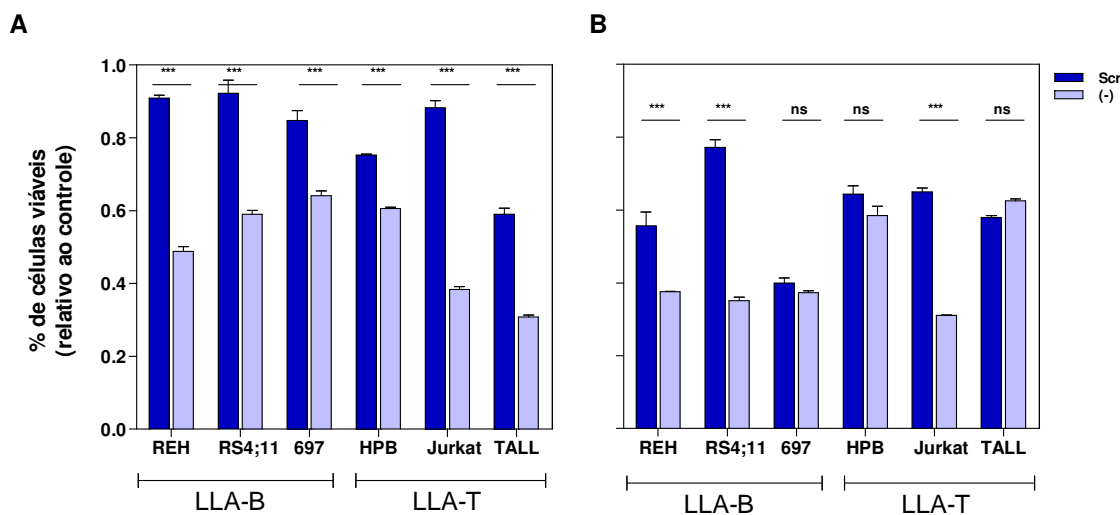 A
B
% de células viáveis
(relativo ao controle)
1.0
0.8
0.6
0.4
0.2
0.0
*** *** *** *** *** ***
REH RS4;11 697 HPB Jurkat TALL
LLA-B LLA-T
*** *** ns ns *** ns
REH RS4;11 697 HPB Jurkat TALL
LLA-B LLA-T
Scr
(-)